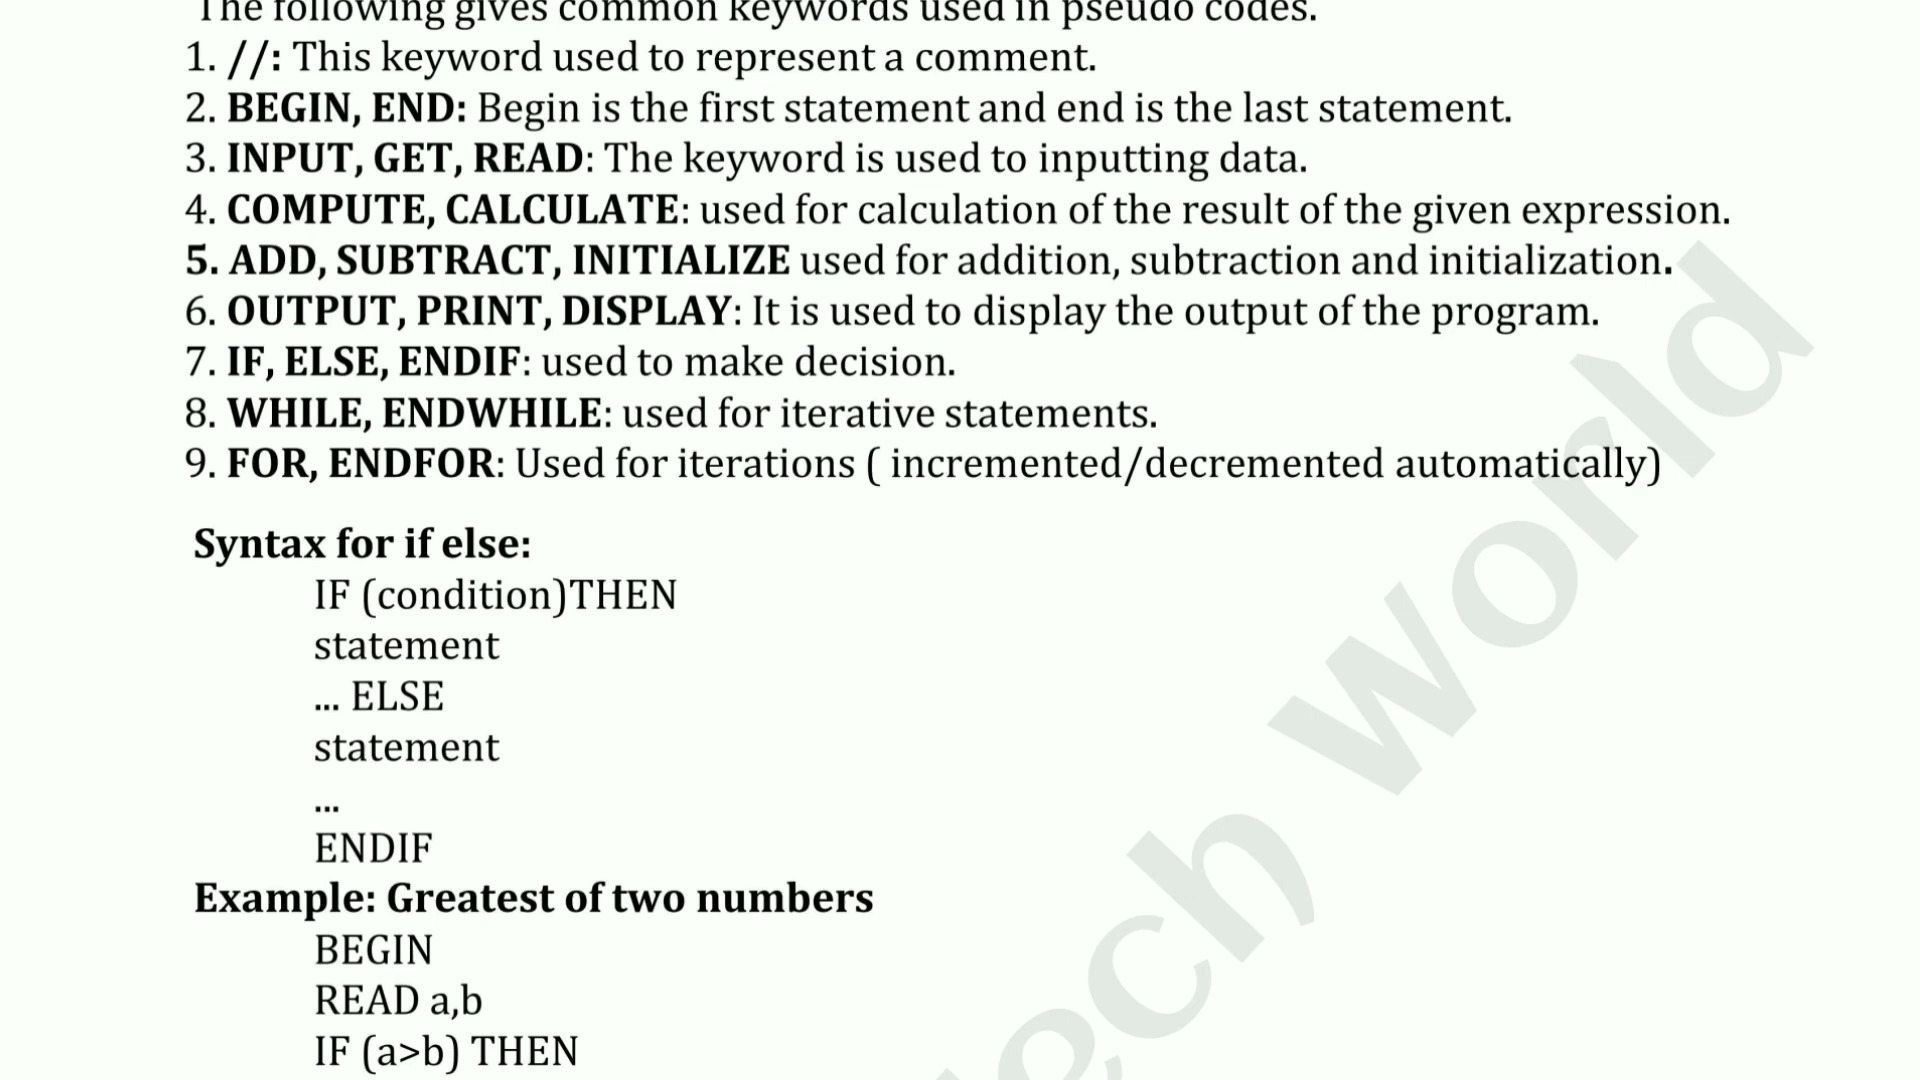 The following gives common keywords used in pseudo codes.
1. //: This keyword used to represent a comment.
2. BEGIN, END: Begin is the first statement and end is the last statement.
3. INPUT, GET, READ: The keyword is used to inputting data.
4. COMPUTE, CALCULATE: used for calculation of the result of the given expression.
5. ADD, SUBTRACT, INITIALIZE used for addition, subtraction and initialization.
6. OUTPUT, PRINT, DISPLAY: It is used to display the output of the program.
7. IF, ELSE, ENDIF: used to make decision.
8. WHILE, ENDWHILE: used for iterative statements.
9. FOR, ENDFOR: Used for iterations ( incremented/decremented automatically)
Syntax for if else:
IF (condition)THEN
statement
... ELSE
statement
...
ENDIF
Example: Greatest of two numbers
BEGIN
READ a,b
IF (a>b) THEN
ech world